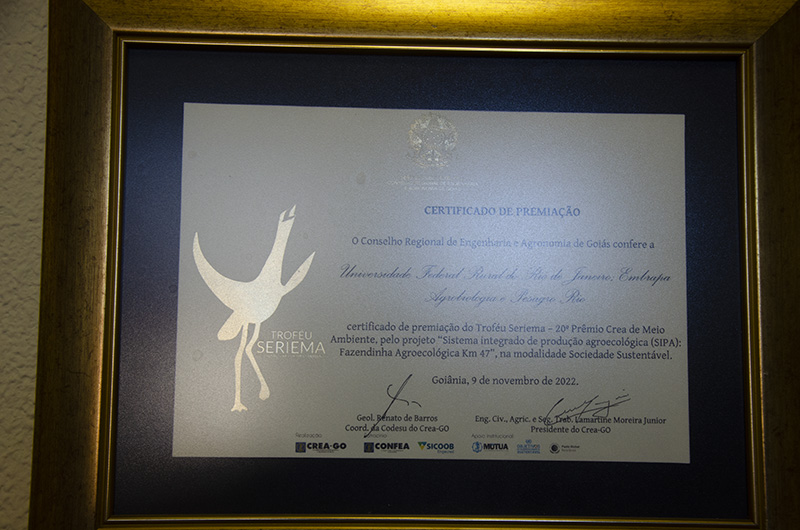 CERTIFICADO DE PREMIAÇÃO
O Conselho Regional de Engenharia e Agronomia de Goiás confere a
Universidade Federal Rural do Rio de Janeiro, Embrapa
Agrobiologia e Pesagro Rio
certificado de premiação do Troféu Seriema – 20º Prêmio Crea de Meio
Ambiente, pelo projeto "Sistema integrado de produção agroecológica (SIPA):
Fazendinha Agroecológica Km 47", na modalidade Sociedade Sustentável.
Goiânia, 9 de novembro de 2022.
TROFÉU
SERIEMA
Geol. Renato de Barros
Coord. da Codesu do Crea-GO
Eng. Civ., Agric. e Seg. Trab. Lamartine Moreira Junior
Presidente do Crea-GO
Realização:
Apoio Institucional:
CREA-GO
CONFEA
SICOOB
MÚTUA